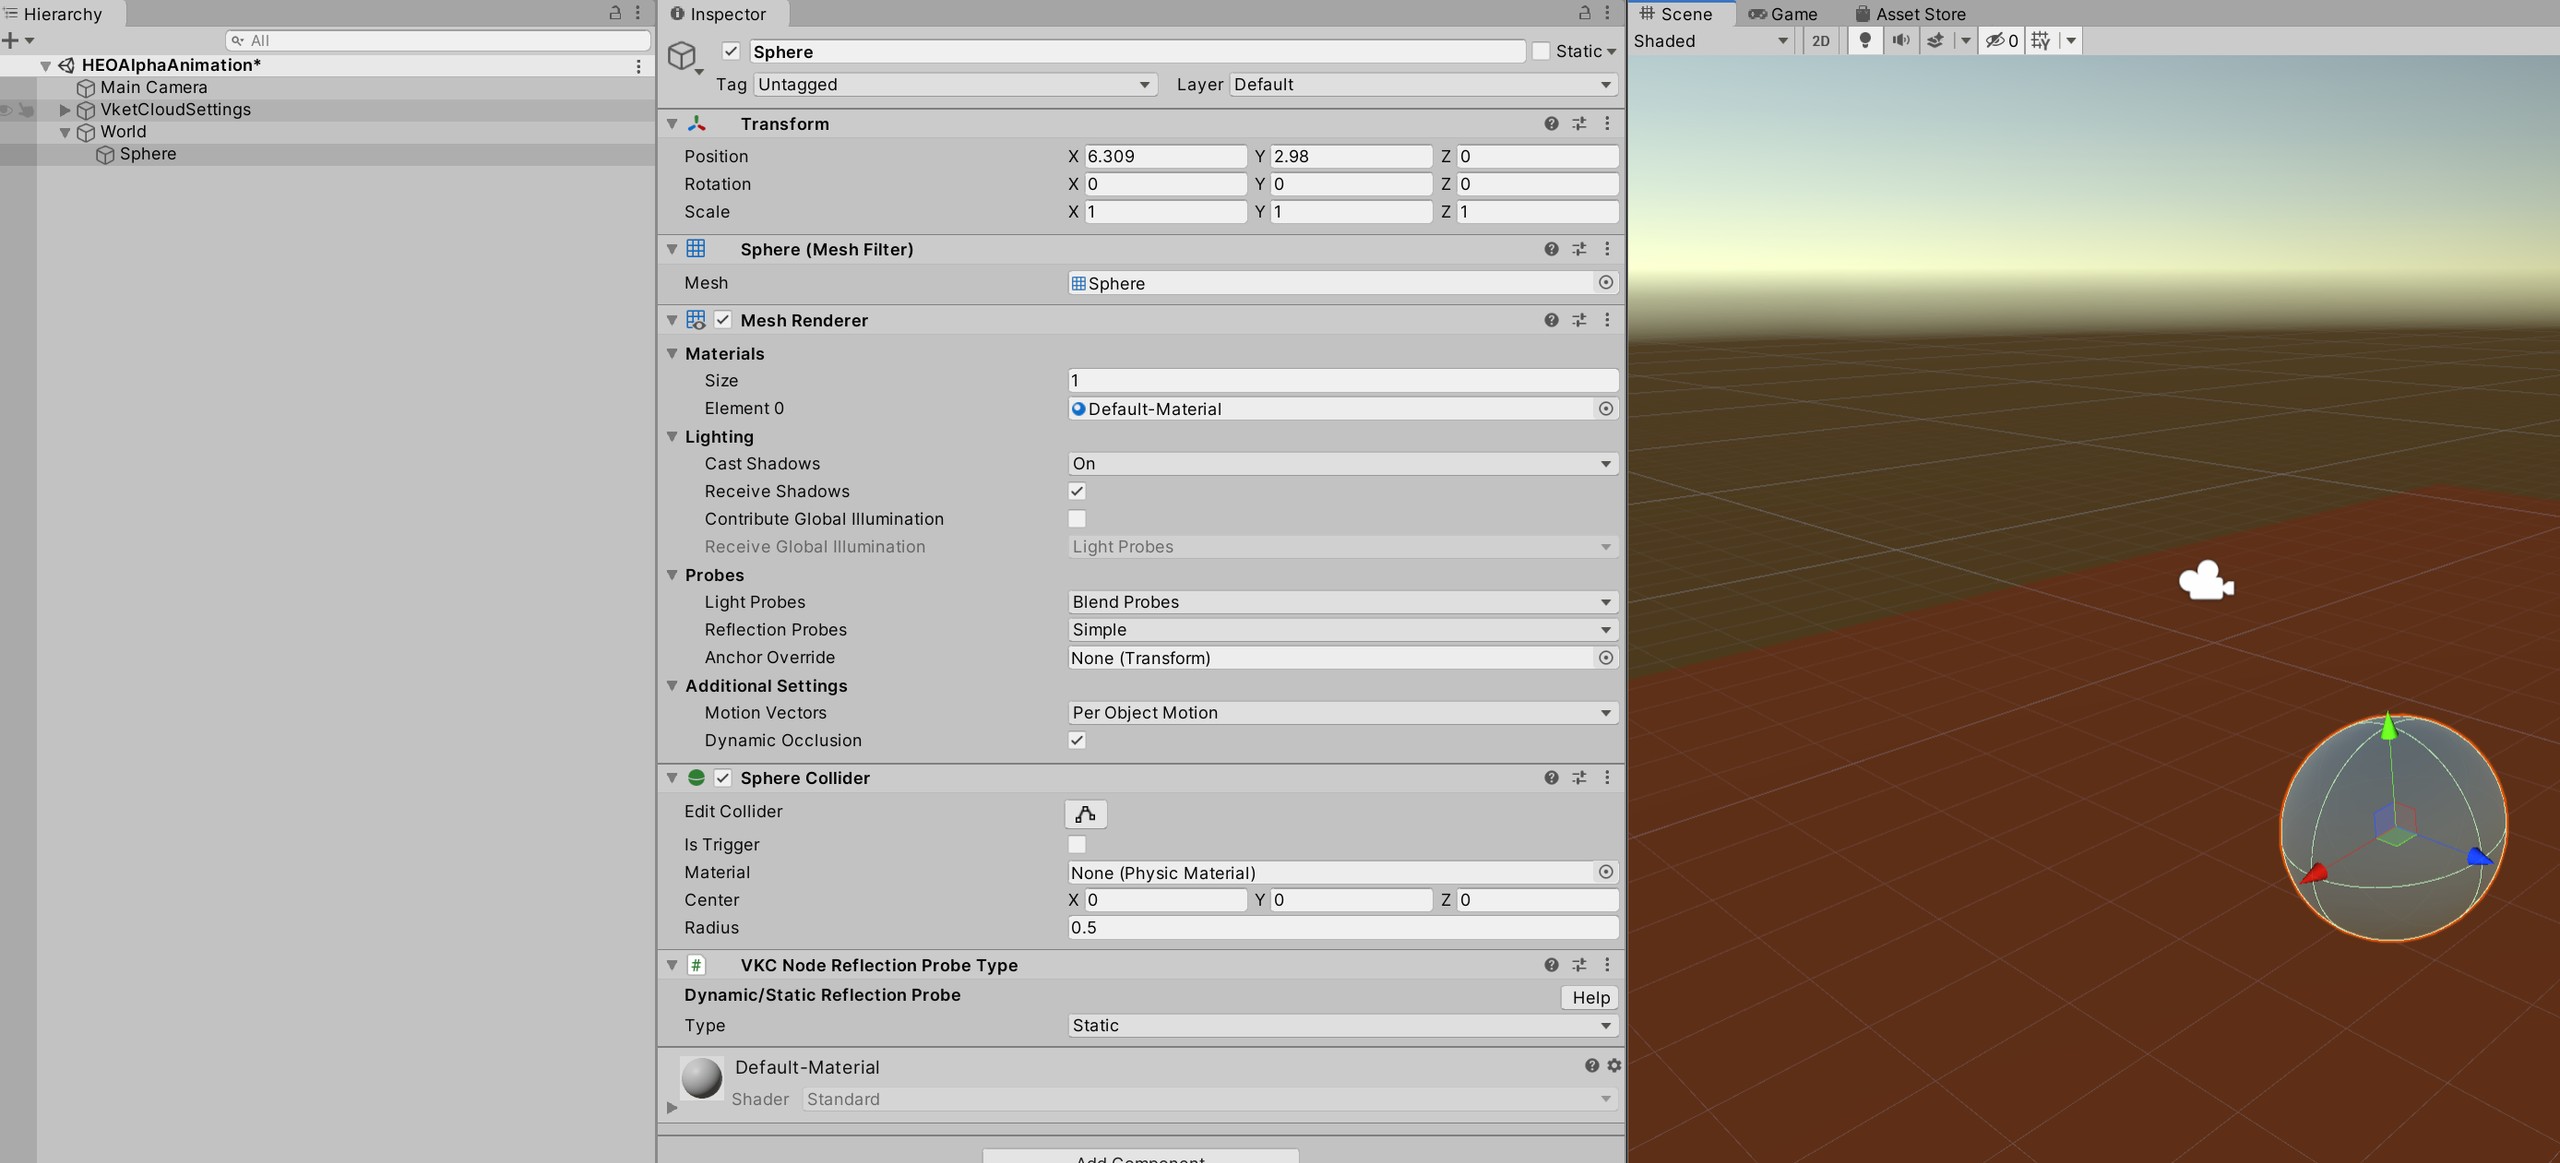 Hierarchy
All
HEOAlphaAnimation*
Main Camera
VketCloudSettings
World
Sphere
Inspector
Sphere
Static
Tag Untagged Layer Default
Transform
Position X 6.309 Y 2.98 Z 0
Rotation X 0 Y 0 Z 0
Scale X 1 Y 1 Z 1
Sphere (Mesh Filter)
Mesh Sphere
Mesh Renderer
Materials
Size 1
Element 0 Default-Material
Lighting
Cast Shadows On
Receive Shadows
Contribute Global Illumination
Receive Global Illumination Light Probes
Probes
Light Probes Blend Probes
Reflection Probes Simple
Anchor Override None (Transform)
Additional Settings
Motion Vectors Per Object Motion
Dynamic Occlusion
Sphere Collider
Edit Collider
Is Trigger
Material None (Physic Material)
Center X 0 Y 0 Z 0
Radius 0.5
# VKC Node Reflection Probe Type
Dynamic/Static Reflection Probe
Help
Type Static
Default-Material
Shader Standard
Add Component
Scene Game Asset Store
Shaded 2D 0